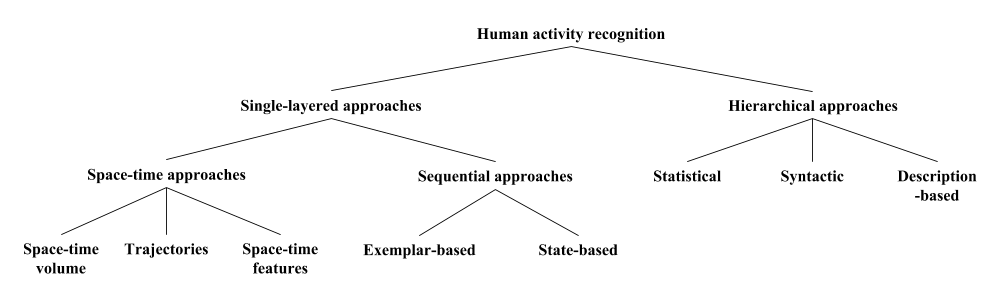 Human activity recognition
Single-layered approaches
Hierarchical approaches
Space-time approaches
Sequential approaches
Statistical
Syntactic
Description
-based
Space-time
volume
Trajectories
Space-time
features
Exemplar-based
State-based